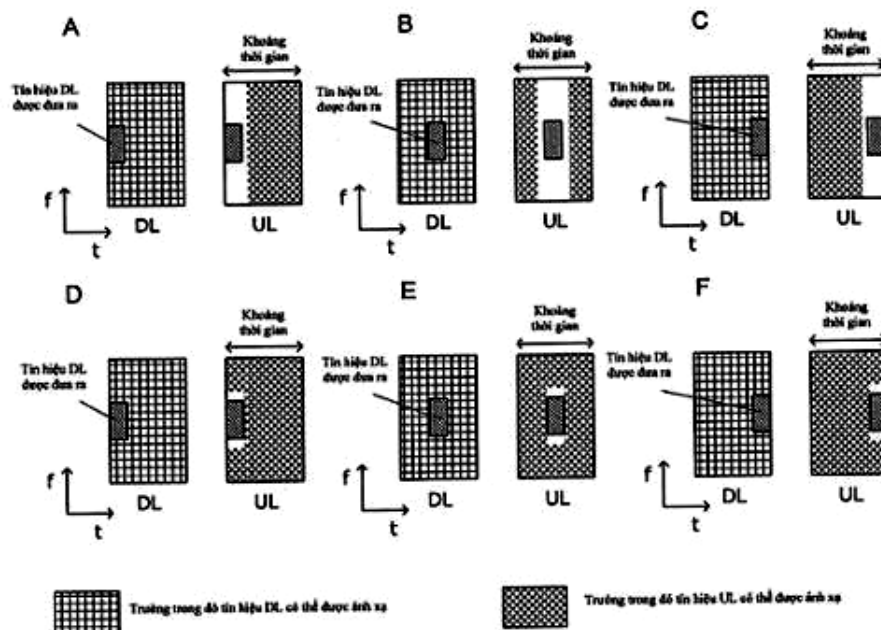 A
Khoảng
thời gian
Tín hiệu DL
được đưa ra
f
t
DL
UL
B
Khoảng
thời gian
Tín hiệu DL
được đưa ra
DL
UL
C
Khoảng
thời gian
Tín hiệu DL
được đưa ra
f
t
DL
UL
D
Khoảng
thời gian
Tín hiệu DL
được đưa ra
f
t
DL
UL
E
Khoảng
thời gian
Tín hiệu DL
được đưa ra
f
t
DL
UL
F
Khoảng
thời gian
Tín hiệu DL
được đưa ra
f
t
DL
UL
f
t
Trường trong đó tín hiệu DL có thể được ánh xạ
Trường trong đó tín hiệu UL có thể được ánh xạ